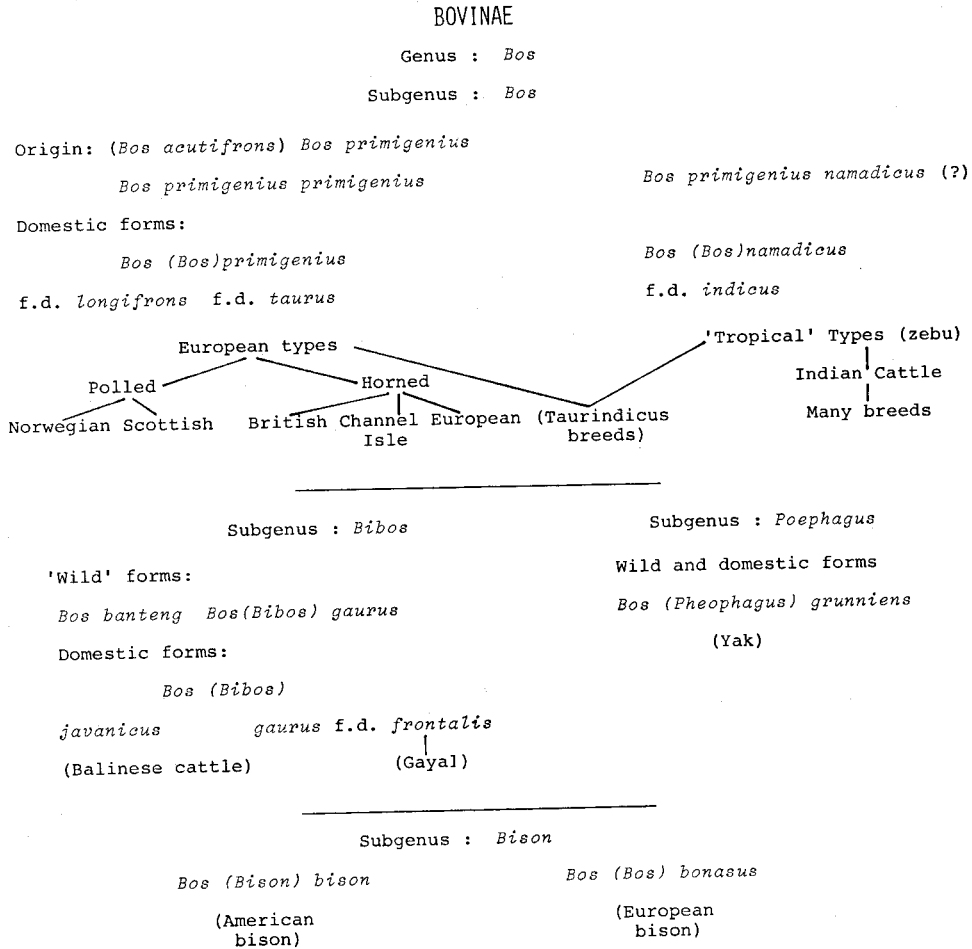 BOVINAE
Genus : Bos
Subgenus : Bos
Origin: (Bos acutifrons) Bos primigenius
Bos primigenius primigenius Bos primigenius namadicus (?)
Domestic forms:
Bos (Bos)primigenius Bos (Bos)namadicus
f.d. longifrons f.d. taurus f.d. indicus
European types 'Tropical' Types (zebu)
Polled Horned Indian Cattle
Norwegian Scottish British Channel European (Taurindicus Many breeds
Isle breeds)
Subgenus : Bibos Subgenus : Poephagus
'Wild' forms: Wild and domestic forms
Bos banteng Bos(Bibos) gaurus Bos (Pheophagus) grunniens
Domestic forms: (Yak)
Bos (Bibos)
javanicus gaurus f.d. frontalis
(Balinese cattle) (Gayal)
Subgenus : Bison
Bos (Bison) bison Bos (Bos) bonasus
(American (European
bison) bison)